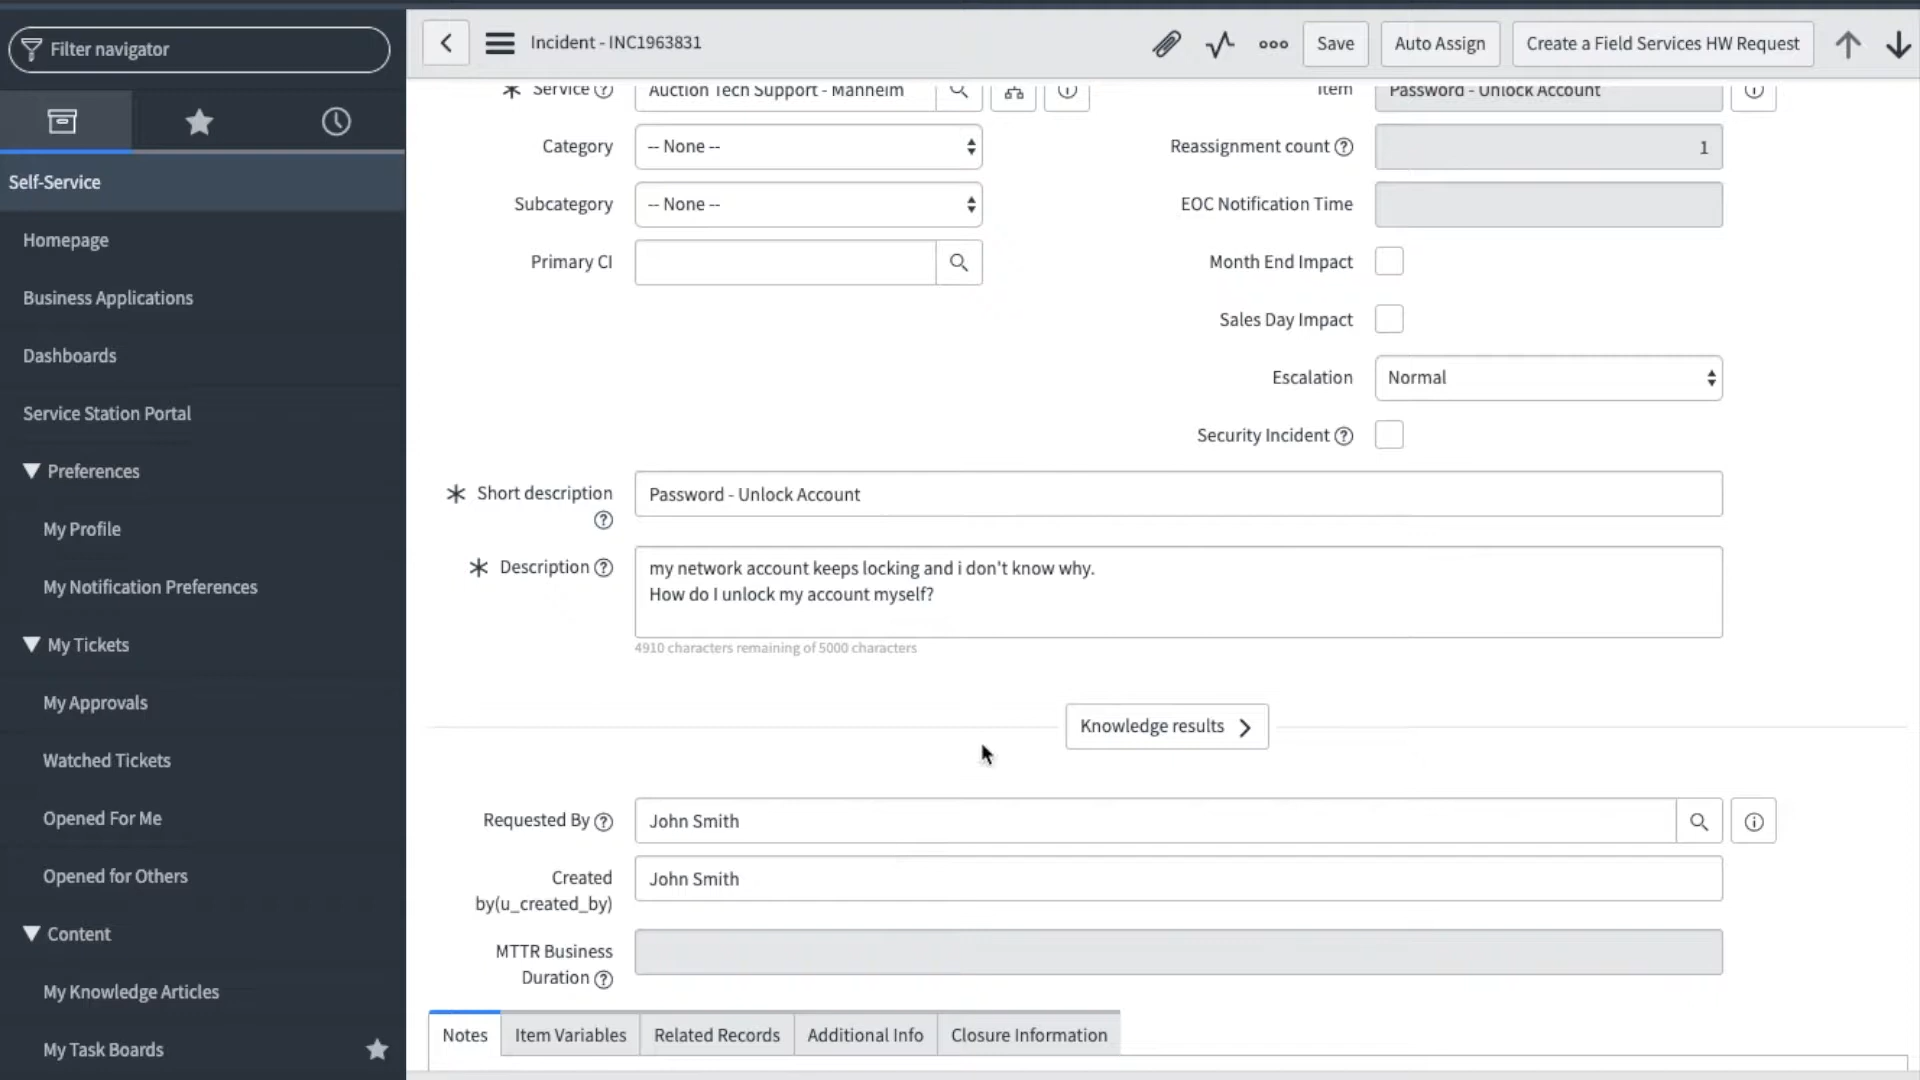 Filter navigator
Self-Service
Homepage
Business Applications
Dashboards
Service Station Portal
Preferences
My Profile
My Notification Preferences
My Tickets
My Approvals
Watched Tickets
Opened For Me
Opened for Others
Content
My Knowledge Articles
My Task Boards
Incident - INC1963831
Save
Auto Assign
Create a Field Services HW Request
Service
Auction Tech Support - Manheim
Item
Password - Unlock Account
Category
-- None --
Reassignment count
1
Subcategory
-- None --
EOC Notification Time
Primary CI
Month End Impact
Sales Day Impact
Escalation
Normal
Security Incident
Short description
Password - Unlock Account
Description
my network account keeps locking and i don't know why.
How do I unlock my account myself?
4910 characters remaining of 5000 characters
Knowledge results
Requested By
John Smith
Created
by(u_created_by)
John Smith
MTTR Business
Duration
Notes
Item Variables
Related Records
Additional Info
Closure Information